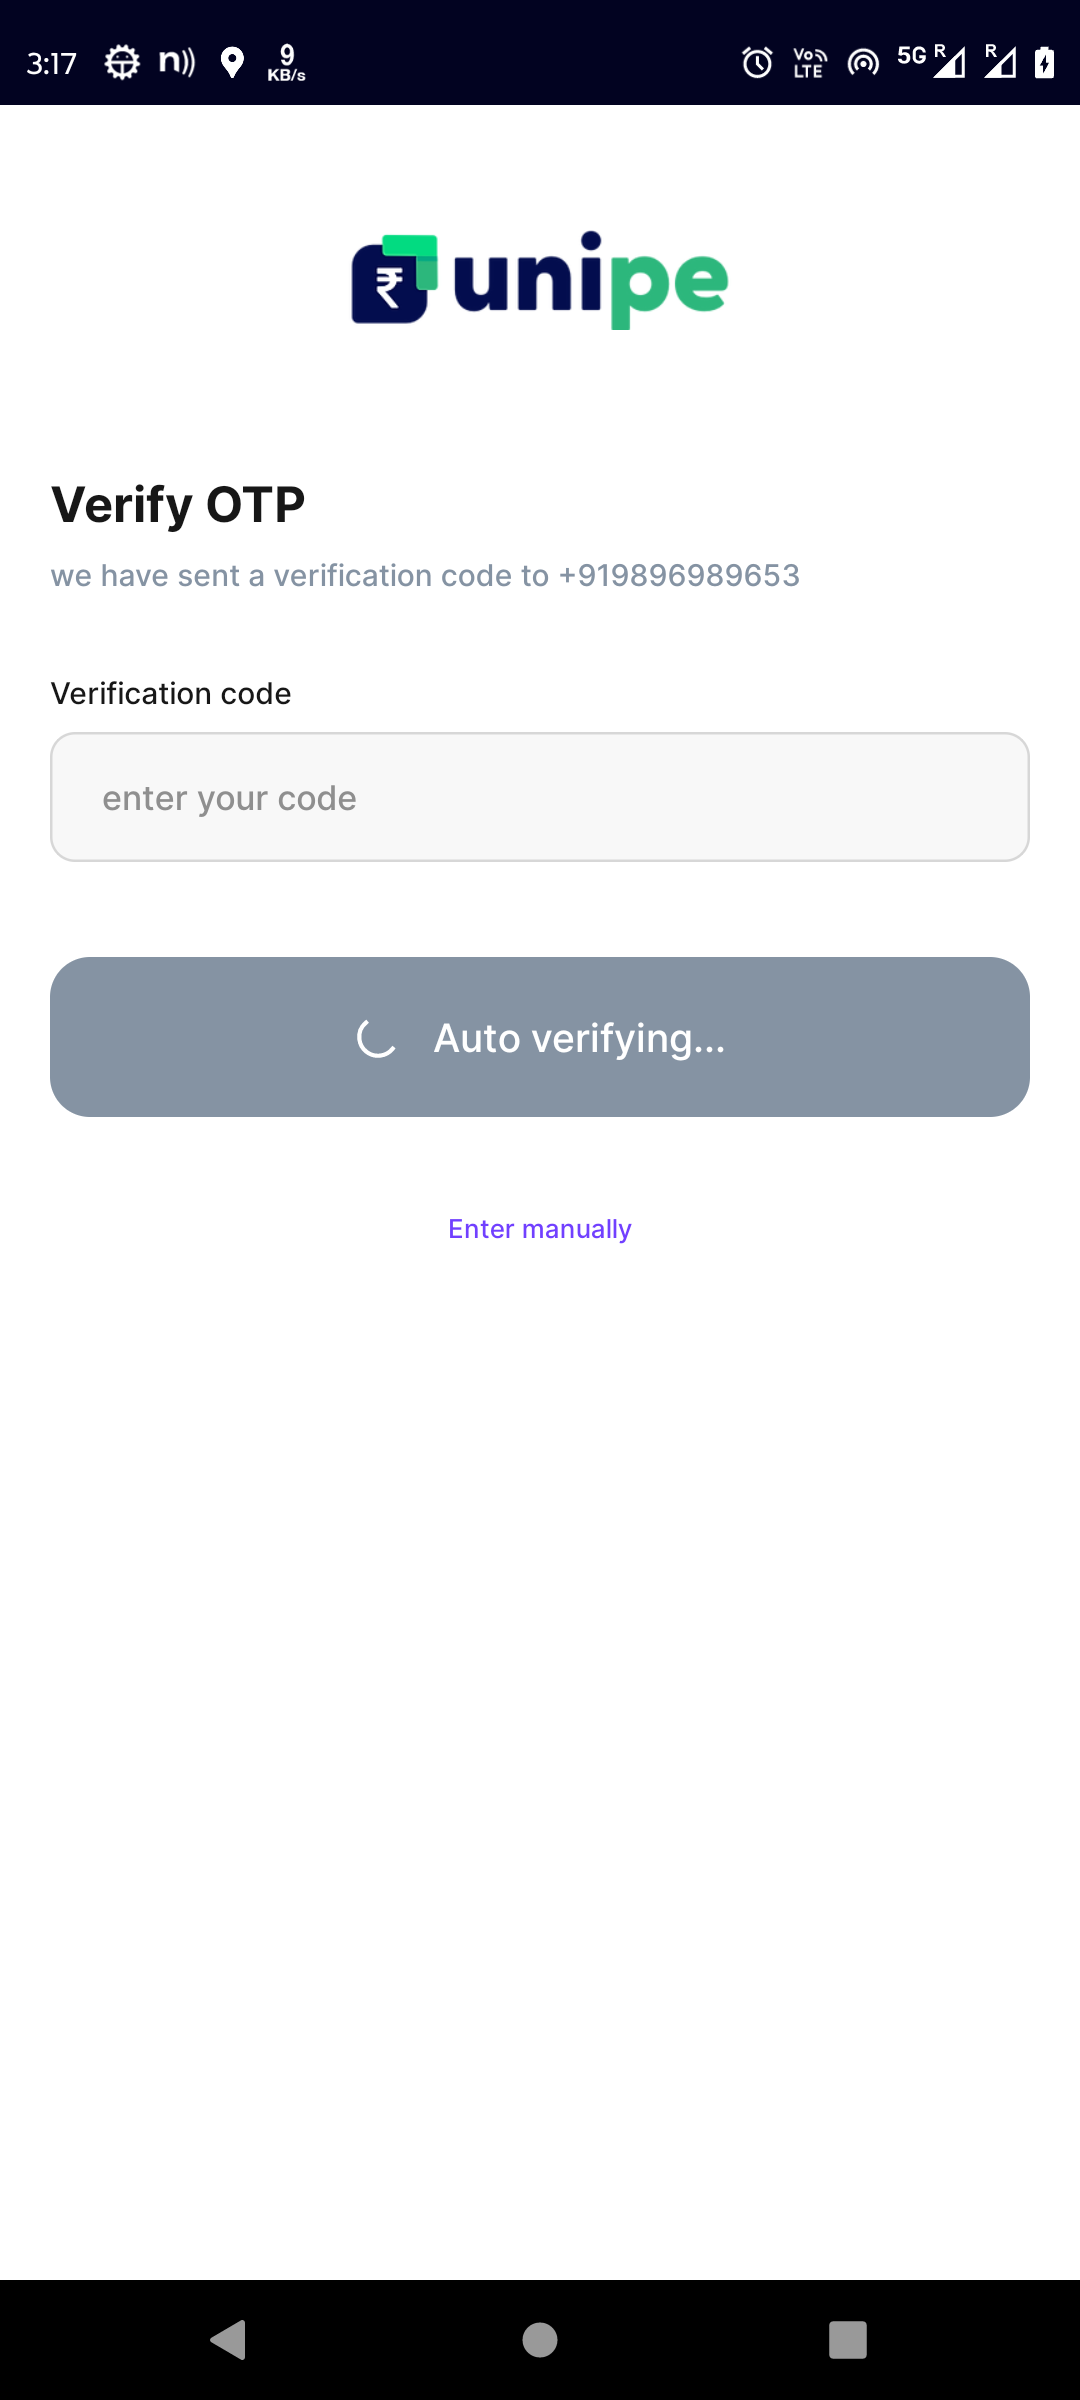 3:17 n)) 9 KB/s Vo LTE 5G R R
₹ unipe
Verify OTP
we have sent a verification code to +919896989653
Verification code
enter your code
Auto verifying...
Enter manually